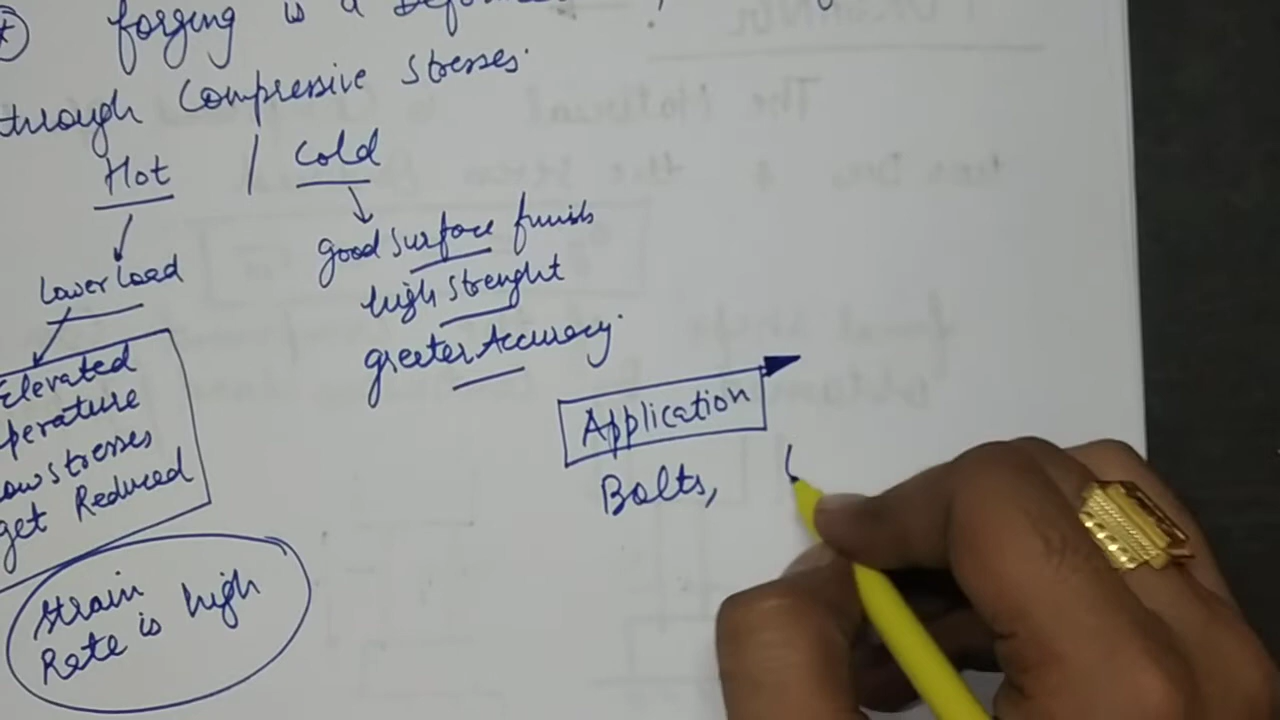 forging is a
through Compressive Stresses.
Hot / Cold
Lower Load
good surface finish
high Strenght
greeter Accuracy.
Elevated
perature
ow stresses
get Reduced
Strain
Rate is high
Application
Bolts,